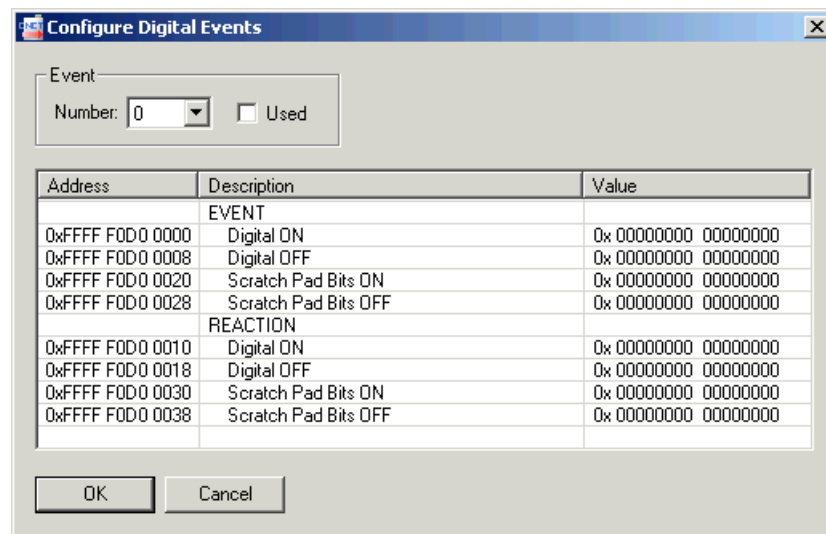 Configure Digital Events
Event
Number: 0 Used
Address Description Value
EVENT
0xFFFF F0D0 0000 Digital ON 0x 00000000 00000000
0xFFFF F0D0 0008 Digital OFF 0x 00000000 00000000
0xFFFF F0D0 0020 Scratch Pad Bits ON 0x 00000000 00000000
0xFFFF F0D0 0028 Scratch Pad Bits OFF 0x 00000000 00000000
REACTION
0xFFFF F0D0 0010 Digital ON 0x 00000000 00000000
0xFFFF F0D0 0018 Digital OFF 0x 00000000 00000000
0xFFFF F0D0 0030 Scratch Pad Bits ON 0x 00000000 00000000
0xFFFF F0D0 0038 Scratch Pad Bits OFF 0x 00000000 00000000
OK Cancel